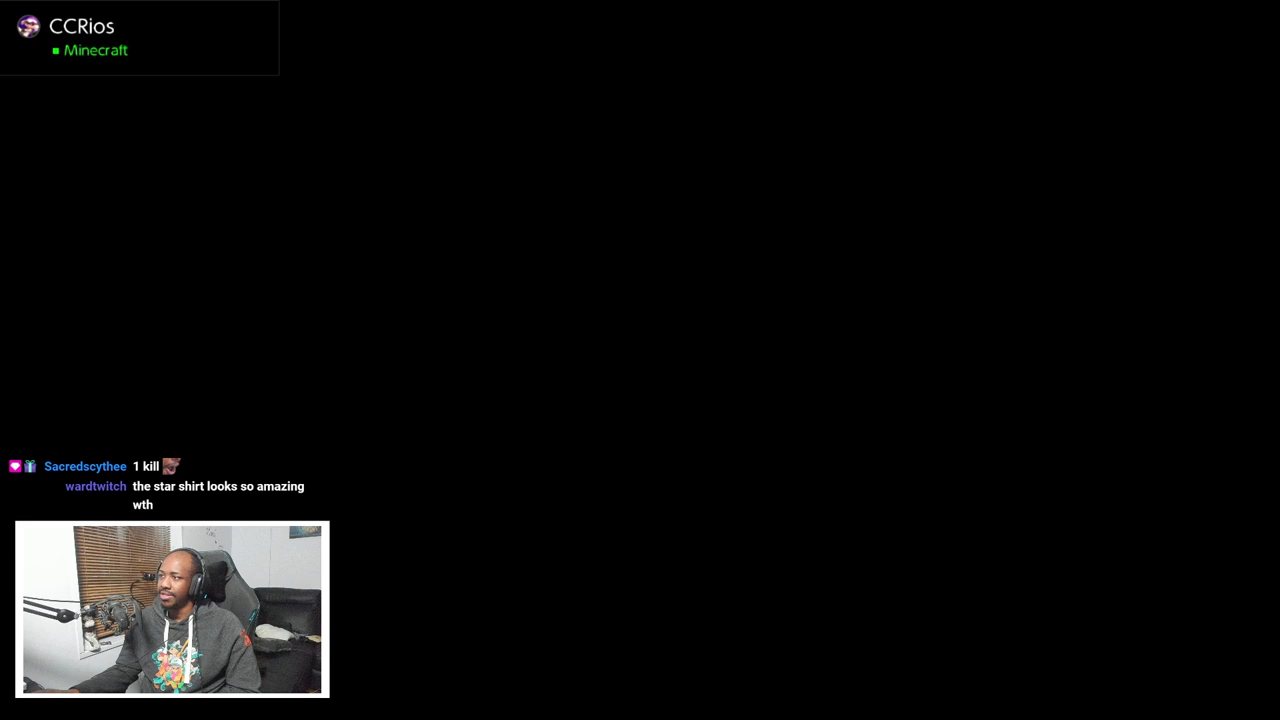 CCRios
Minecraft
Sacredscythee 1 kill
wardtwitch the star shirt looks so amazing
wth